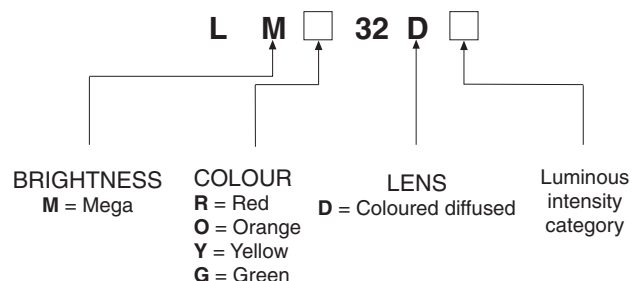 L M 32 D
BRIGHTNESS
M = Mega
COLOUR
R = Red
O = Orange
Y = Yellow
G = Green
LENS
D = Coloured diffused
Luminous
intensity
category